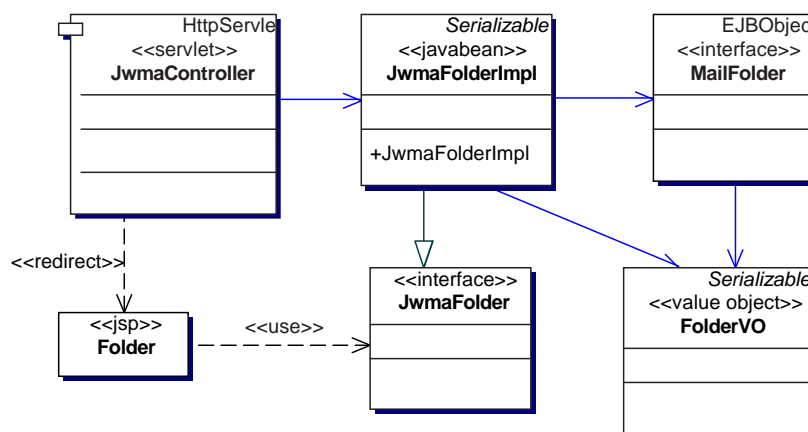 HttpServle
<<servlet>>
JwmaController
Serializable
<<javabean>>
JwmaFolderImpl
+JwmaFolderImpl
EJBObjec
<<interface>>
MailFolder
<<redirect>>
<<jsp>>
Folder
<<use>>
<<interface>>
JwmaFolder
Serializable
<<value object>>
FolderVO